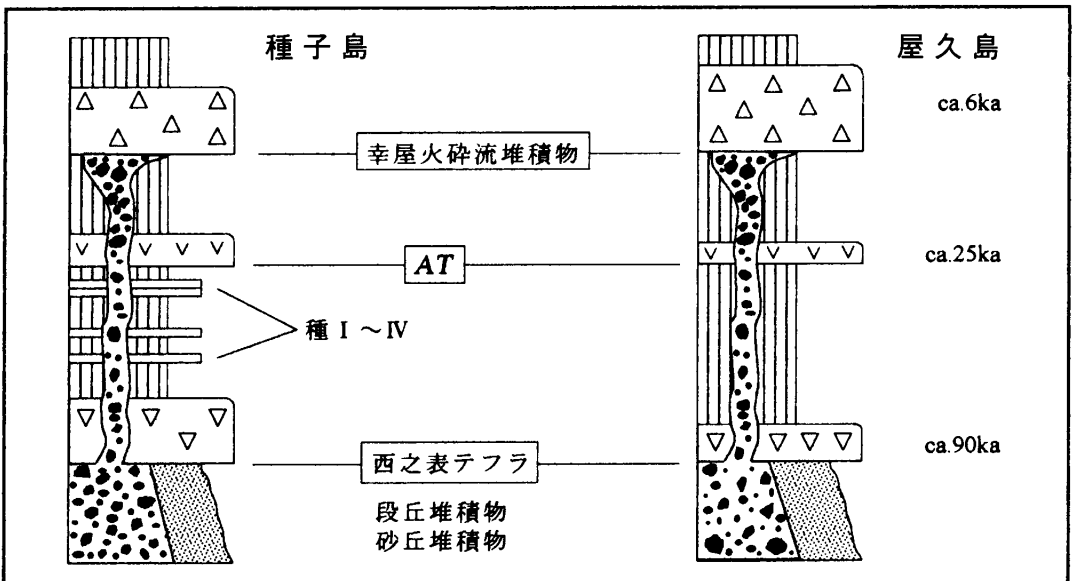 種子島
屋久島
ca.6ka
幸屋火砕流堆積物
AT
ca.25ka
種 I ～IV
ca.90ka
西之表テフラ
段丘堆積物
砂丘堆積物